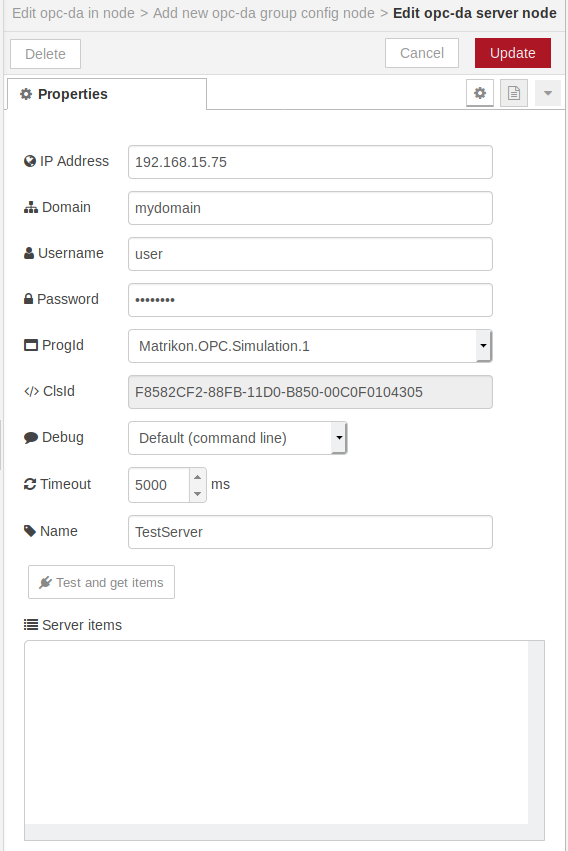 Edit opc-da in node > Add new opc-da group config node > Edit opc-da server node
Delete Cancel Update
Properties
IP Address 192.168.15.75
Domain mydomain
Username user
Password ••••••••
ProgId Matrikon.OPC.Simulation.1
ClsId F8582CF2-88FB-11D0-B850-00C0F0104305
Debug Default (command line)
Timeout 5000 ms
Name TestServer
Test and get items
Server items